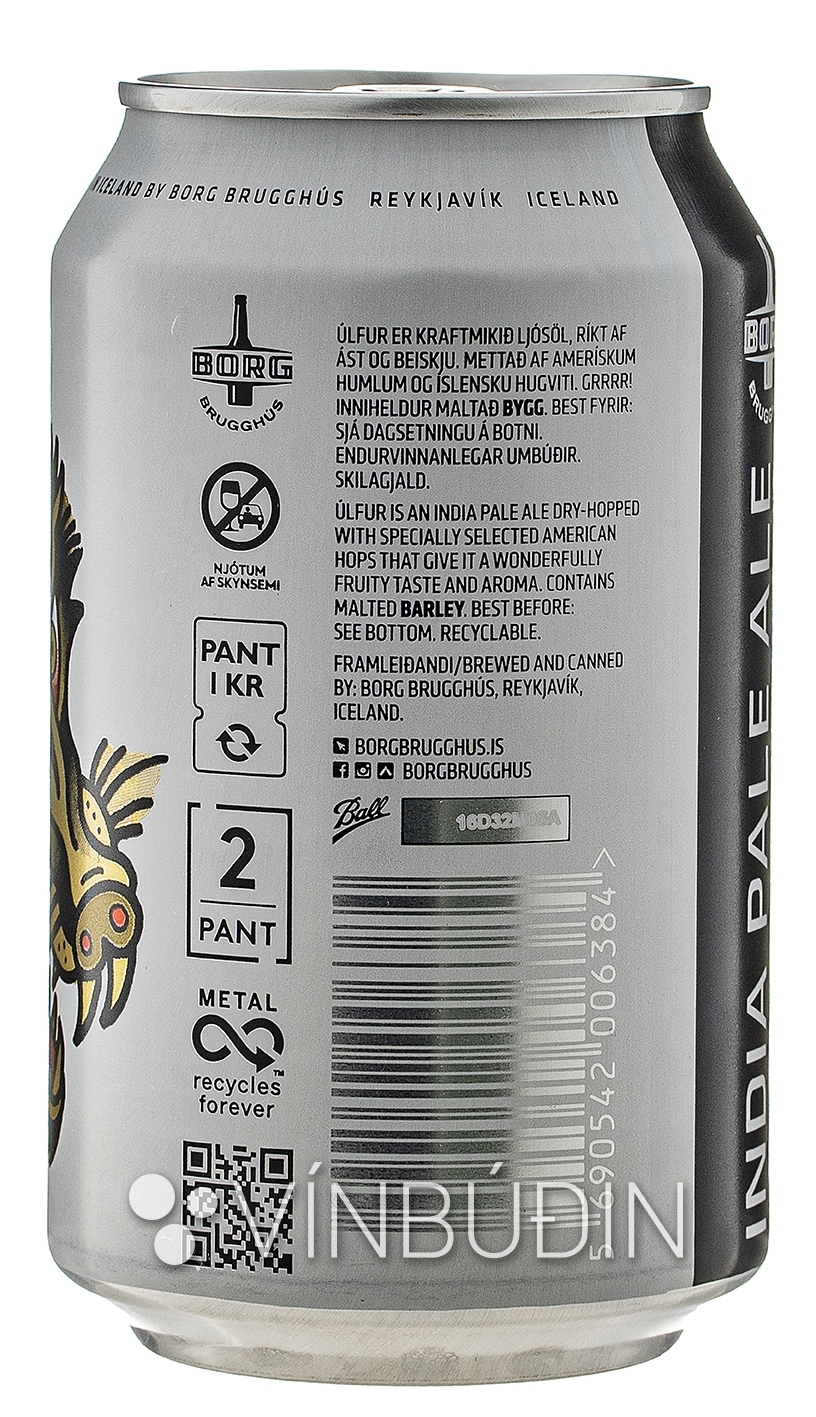 ICELAND BY BORG BRUGGHÚS REYKJAVÍK ICELAND
BORG
BRUGGHÚS
NJÓTUM
AF SKYNSEMI
PANT
1 KR
2
PANT
METAL
recycles
forever™
ÚLFUR ER KRAFTMIKIÐ LJÓSÖL, RÍKT AF
ÁST OG BEISKJU. METTAÐ AF AMERÍSKUM
HUMLUM OG ÍSLENSKU HUGVITI. GRRRR!
INNIHELDUR MALTAÐ BYGG. BEST FYRIR:
SJÁ DAGSETNINGU Á BOTNI.
ENDURVINNANLEGAR UMBÚÐIR.
SKILAGJALD.
ÚLFUR IS AN INDIA PALE ALE DRY-HOPPED
WITH SPECIALLY SELECTED AMERICAN
HOPS THAT GIVE IT A WONDERFULLY
FRUITY TASTE AND AROMA. CONTAINS
MALTED BARLEY. BEST BEFORE:
SEE BOTTOM. RECYCLABLE.
FRAMLEIÐANDI/BREWED AND CANNED
BY: BORG BRUGGHÚS, REYKJAVÍK,
ICELAND.
BORGBRUGGHUS.IS
BORGBRUGGHUS
Ball
5 690542 006384 >
INDIA PALE ALE
VÍNBÚÐIN